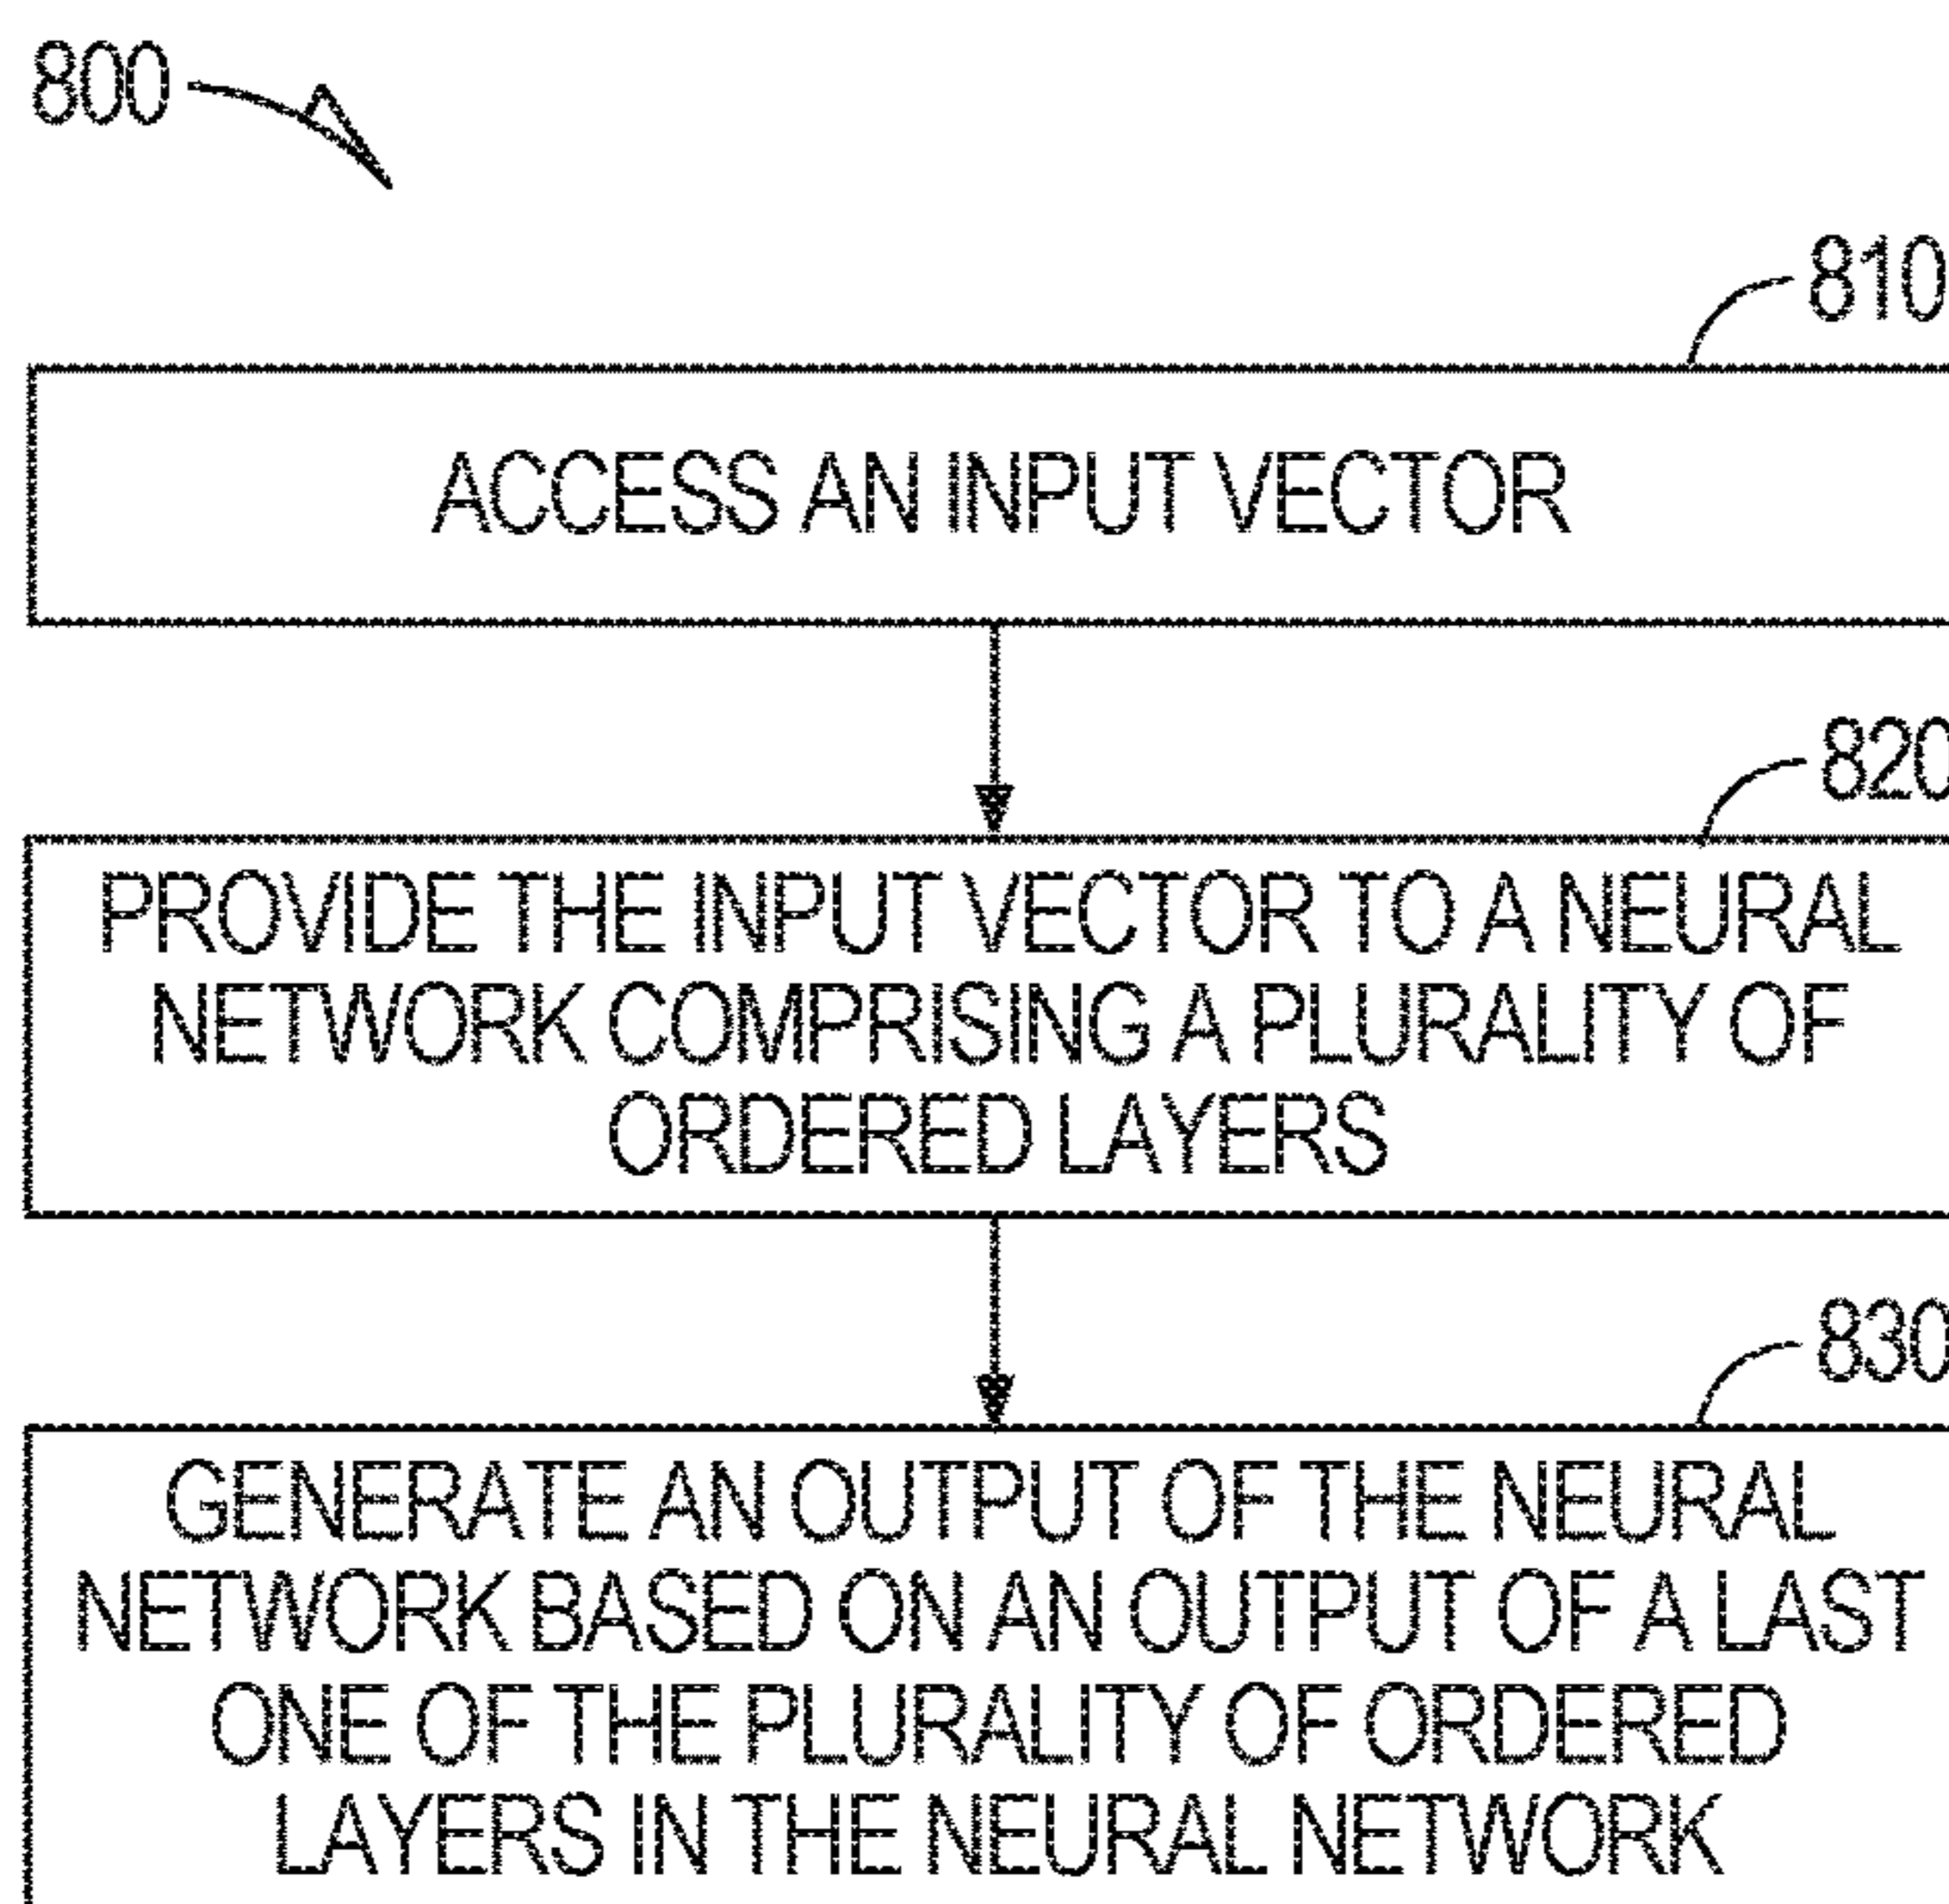 800
810
ACCESS AN INPUT VECTOR
820
PROVIDE THE INPUT VECTOR TO A NEURAL
NETWORK COMPRISING A PLURALITY OF
ORDERED LAYERS
830
GENERATE AN OUTPUT OF THE NEURAL
NETWORK BASED ON AN OUTPUT OF A LAST
ONE OF THE PLURALITY OF ORDERED
LAYERS IN THE NEURAL NETWORK